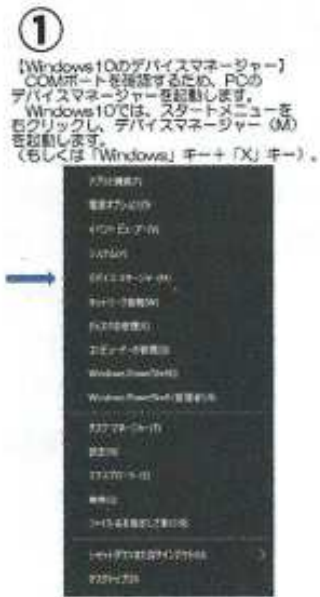 ①
【Windows10のデバイスマネージャー】
COMポートを確認するため、PCの
デバイスマネージャーを起動します。
Windows10では、スタートメニューを
右クリックし、デバイスマネージャー（M）
を起動します。
（もしくは「Windows」キー＋「X」キー）。
アプリと機能(F)
電源オプション(O)
イベント ビューアー(V)
システム(Y)
デバイス マネージャー(M)
ネットワーク接続(W)
ディスクの管理(K)
コンピューターの管理(G)
Windows PowerShell(I)
Windows PowerShell (管理者)(A)
タスク マネージャー(T)
設定(N)
エクスプローラー(E)
検索(S)
ファイル名を指定して実行(R)
シャットダウンまたはサインアウト(U)
デスクトップ(D)